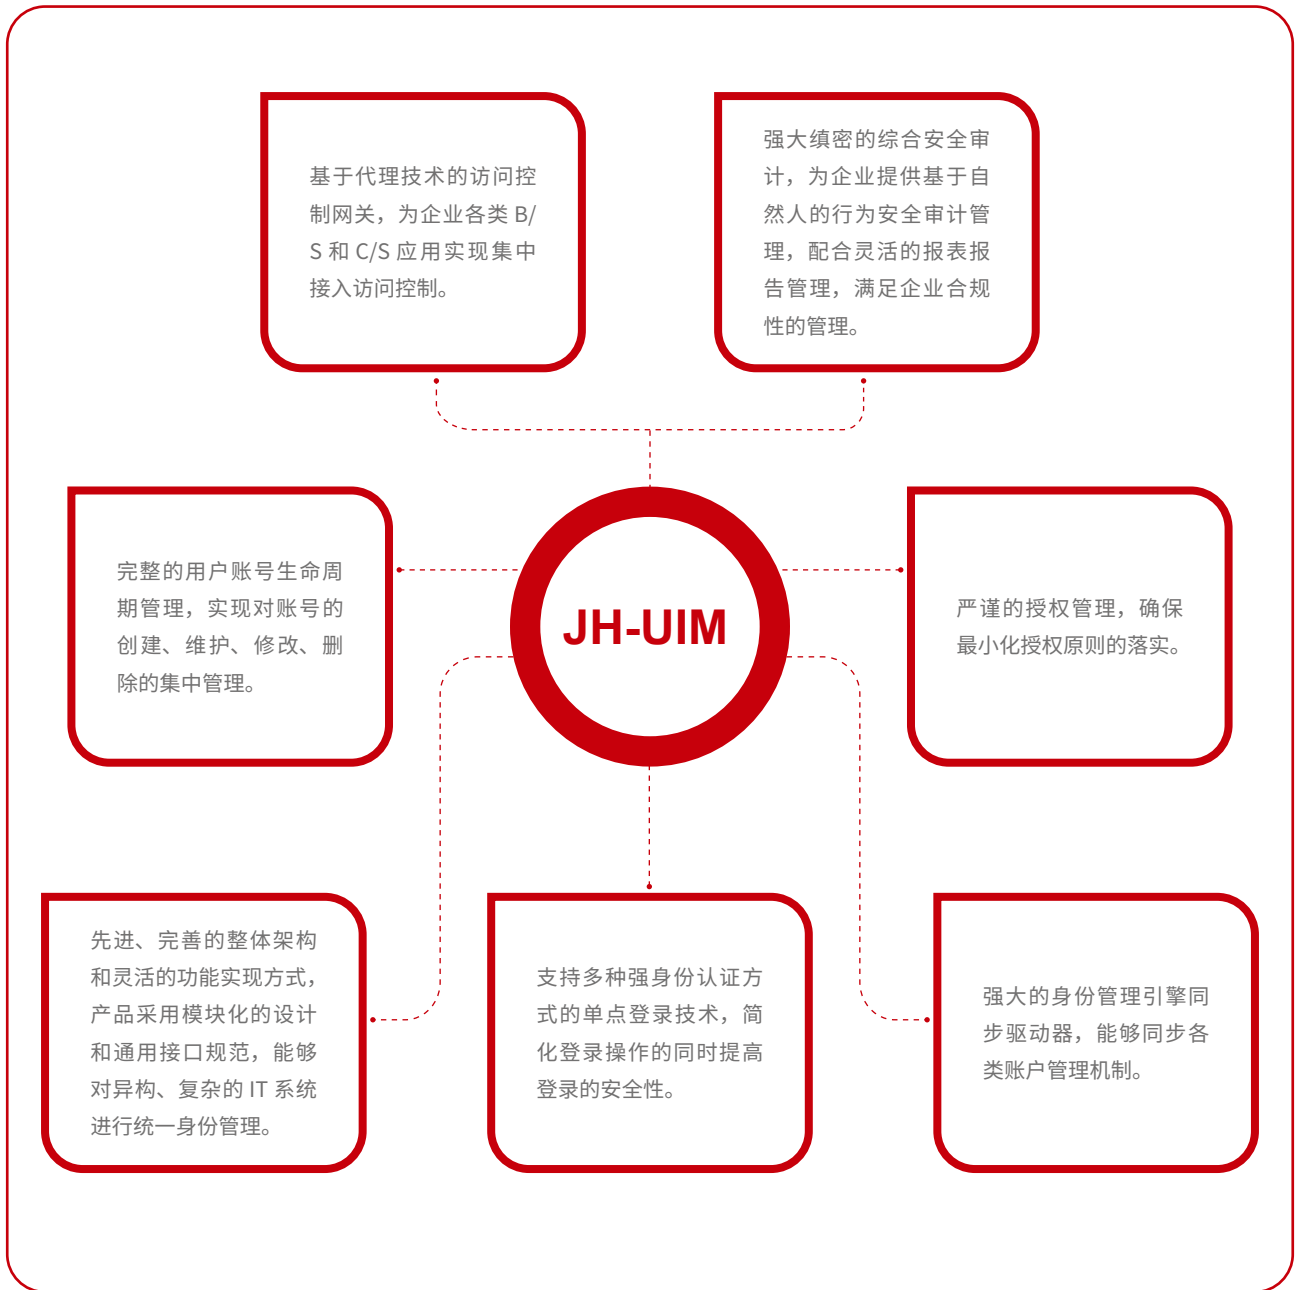 基于代理技术的访问控
制网关，为企业各类 B/
S 和 C/S 应用实现集中
接入访问控制。
强大缜密的综合安全审
计，为企业提供基于自
然人的行为安全审计管
理，配合灵活的报表报
告管理，满足企业合规
性的管理。
完整的用户账号生命周
期管理，实现对账号的
创建、维护、修改、删
除的集中管理。
JH-UIM
严谨的授权管理，确保
最小化授权原则的落实。
先进、完善的整体架构
和灵活的功能实现方式，
产品采用模块化的设计
和通用接口规范，能够
对异构、复杂的 IT 系统
进行统一身份管理。
支持多种强身份认证方
式的单点登录技术，简
化登录操作的同时提高
登录的安全性。
强大的身份管理引擎同
步驱动器，能够同步各
类账户管理机制。